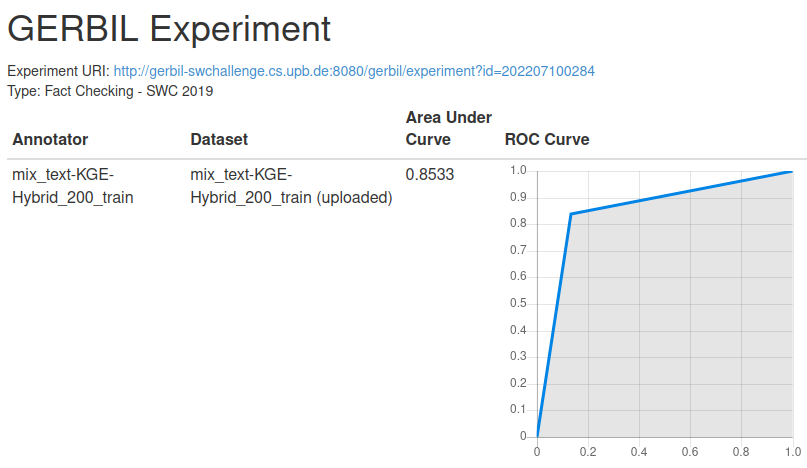 GERBIL Experiment
Experiment URI: http://gerbil-swchallenge.cs.upb.de:8080/gerbil/experiment?id=202207100284
Type: Fact Checking - SWC 2019
Annotator Dataset Area Under Curve ROC Curve
mix_text-KGE- mix_text-KGE- 0.8533
Hybrid_200_train Hybrid_200_train (uploaded)
1.0
0.9
0.8
0.7
0.6
0.5
0.4
0.3
0.2
0.1
0
0 0.2 0.4 0.6 0.8 1.0